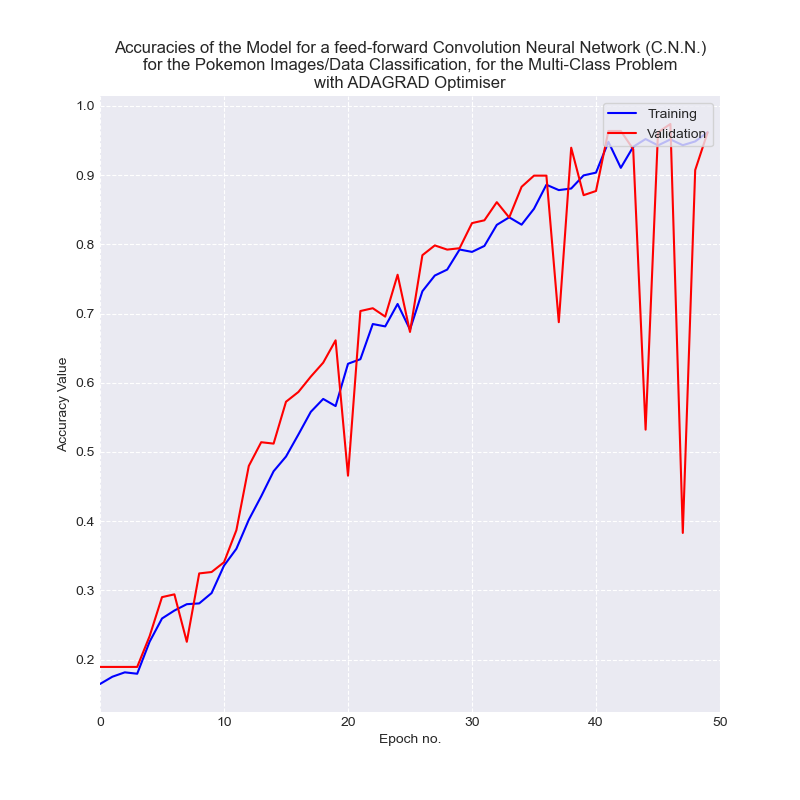 Accuracies of the Model for a feed-forward Convolution Neural Network (C.N.N.)
for the Pokemon Images/Data Classification, for the Multi-Class Problem
with ADAGRAD Optimiser
Training
Validation
1.0
0.9
0.8
0.7
0.6
0.5
0.4
0.3
0.2
Accuracy Value
0 10 20 30 40 50
Epoch no.